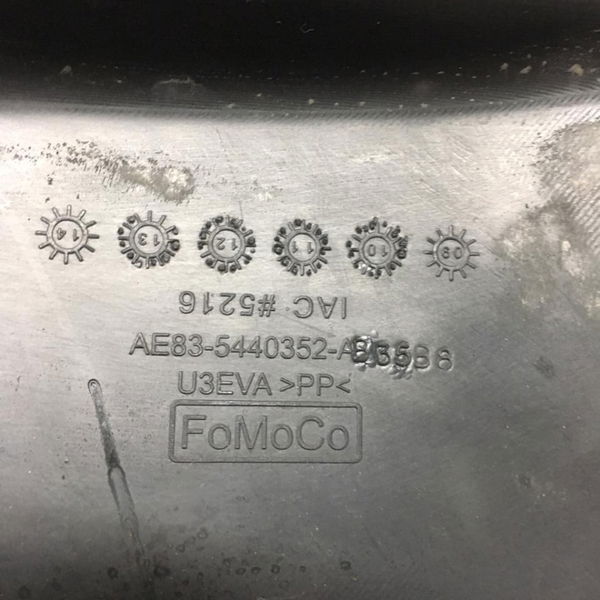 14 13 12 11 10 09
IAC #5216
AE83-5440352-
U3EVA >PP<
FoMoCo